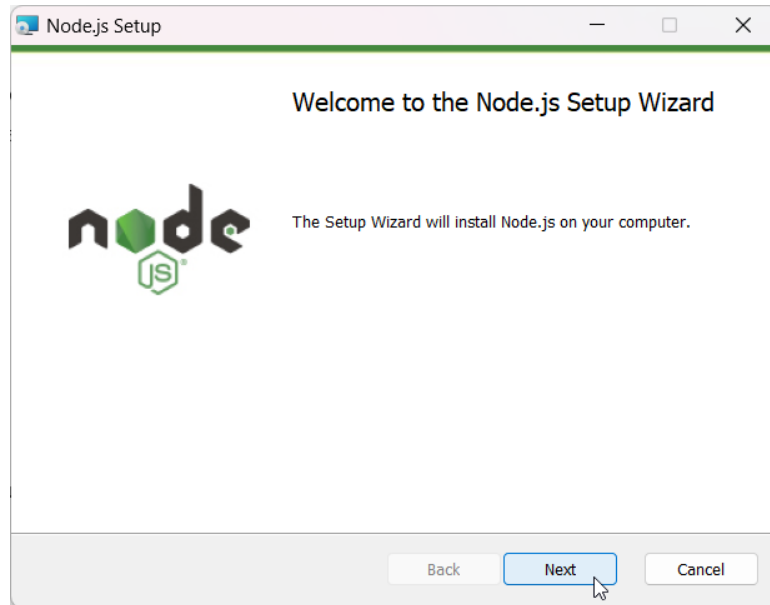 Node.js Setup
Welcome to the Node.js Setup Wizard
node
JS
The Setup Wizard will install Node.js on your computer.
Back
Next
Cancel